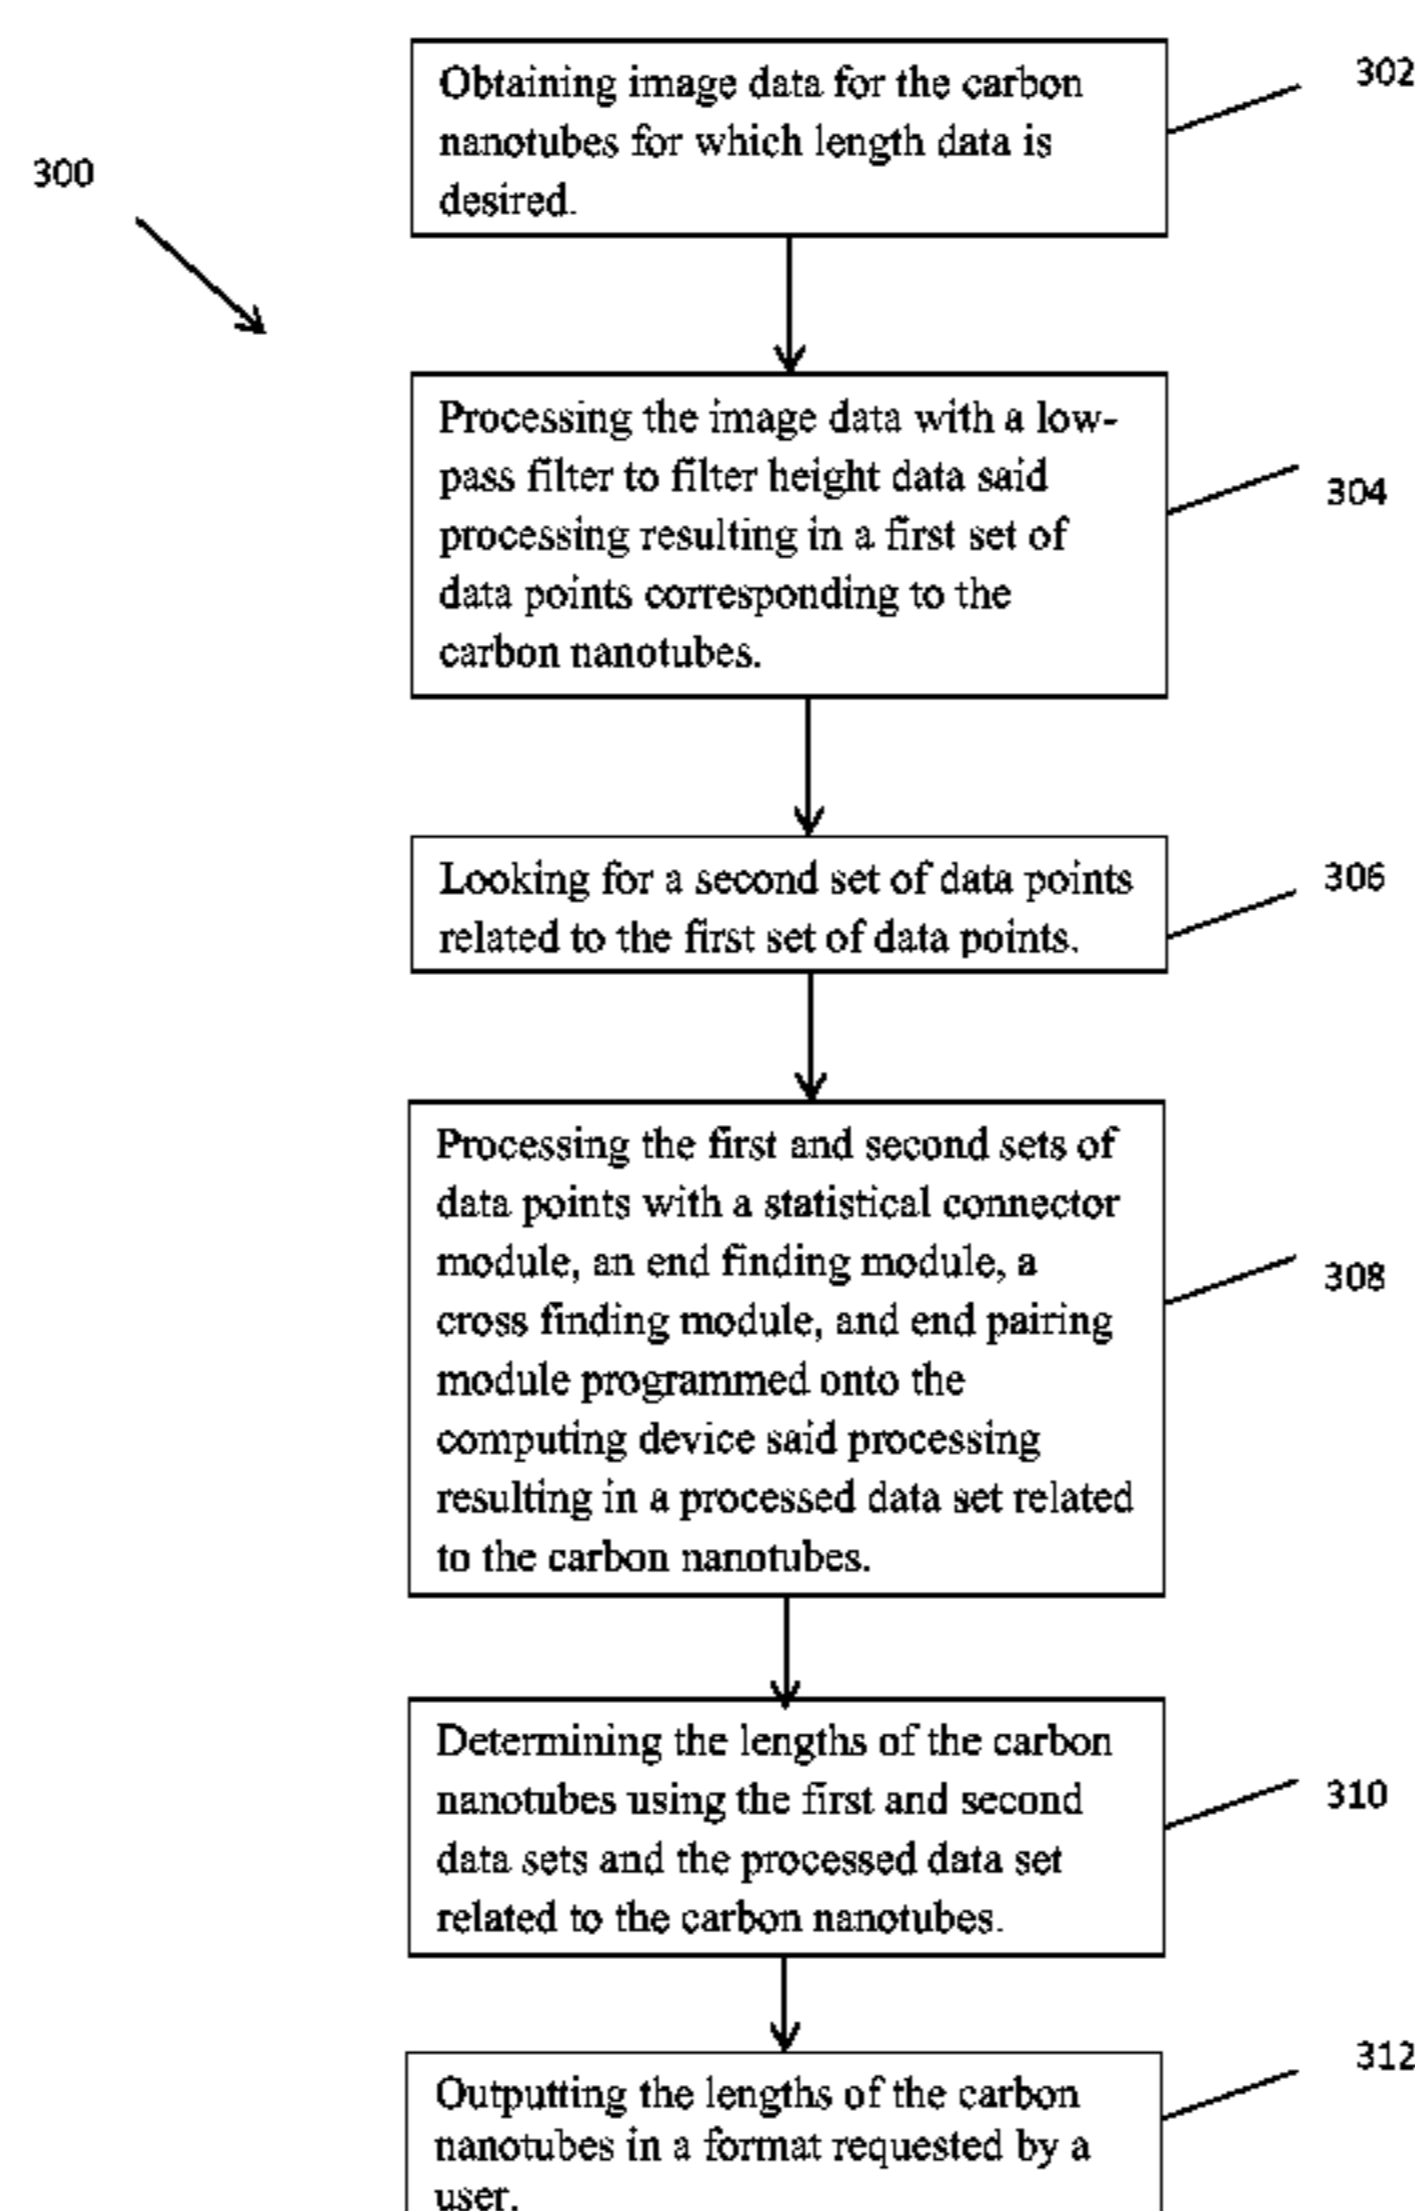 Obtaining image data for the carbon
nanotubes for which length data is
desired.
302
300
Processing the image data with a low-
pass filter to filter height data said
processing resulting in a first set of
data points corresponding to the
carbon nanotubes.
304
Looking for a second set of data points
related to the first set of data points.
306
Processing the first and second sets of
data points with a statistical connector
module, an end finding module, a
cross finding module, and end pairing
module programmed onto the
computing device said processing
resulting in a processed data set related
to the carbon nanotubes.
308
Determining the lengths of the carbon
nanotubes using the first and second
data sets and the processed data set
related to the carbon nanotubes.
310
Outputting the lengths of the carbon
nanotubes in a format requested by a
user.
312